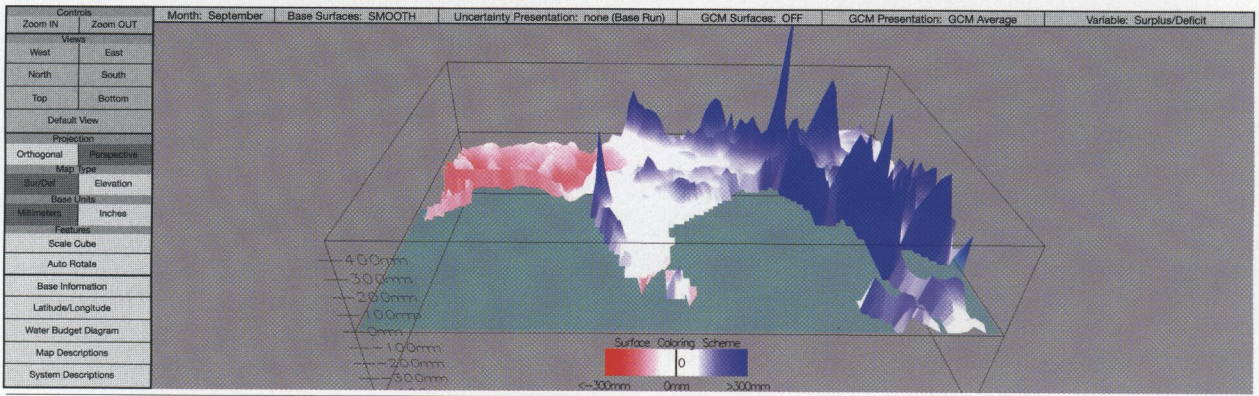 Controls
Zoom IN Zoom OUT
Views
West East
North South
Top Bottom
Default View
Projection
Orthogonal Perspective
Map Type
Sur/Def Elevation
Base Units
Millimeters Inches
Features
Scale Cube
Auto Rotate
Base Information
Latitude/Longitude
Water Budget Diagram
Map Descriptions
System Descriptions
Month: September Base Surfaces: SMOOTH Uncertainty Presentation: none (Base Run) GCM Surfaces: OFF GCM Presentation: GCM Average Variable: Surplus/Deficit
400mm
300mm
200mm
100mm
0mm
-100mm
-200mm
-300mm
Surface Coloring Scheme
0
<-300mm 0mm >300mm